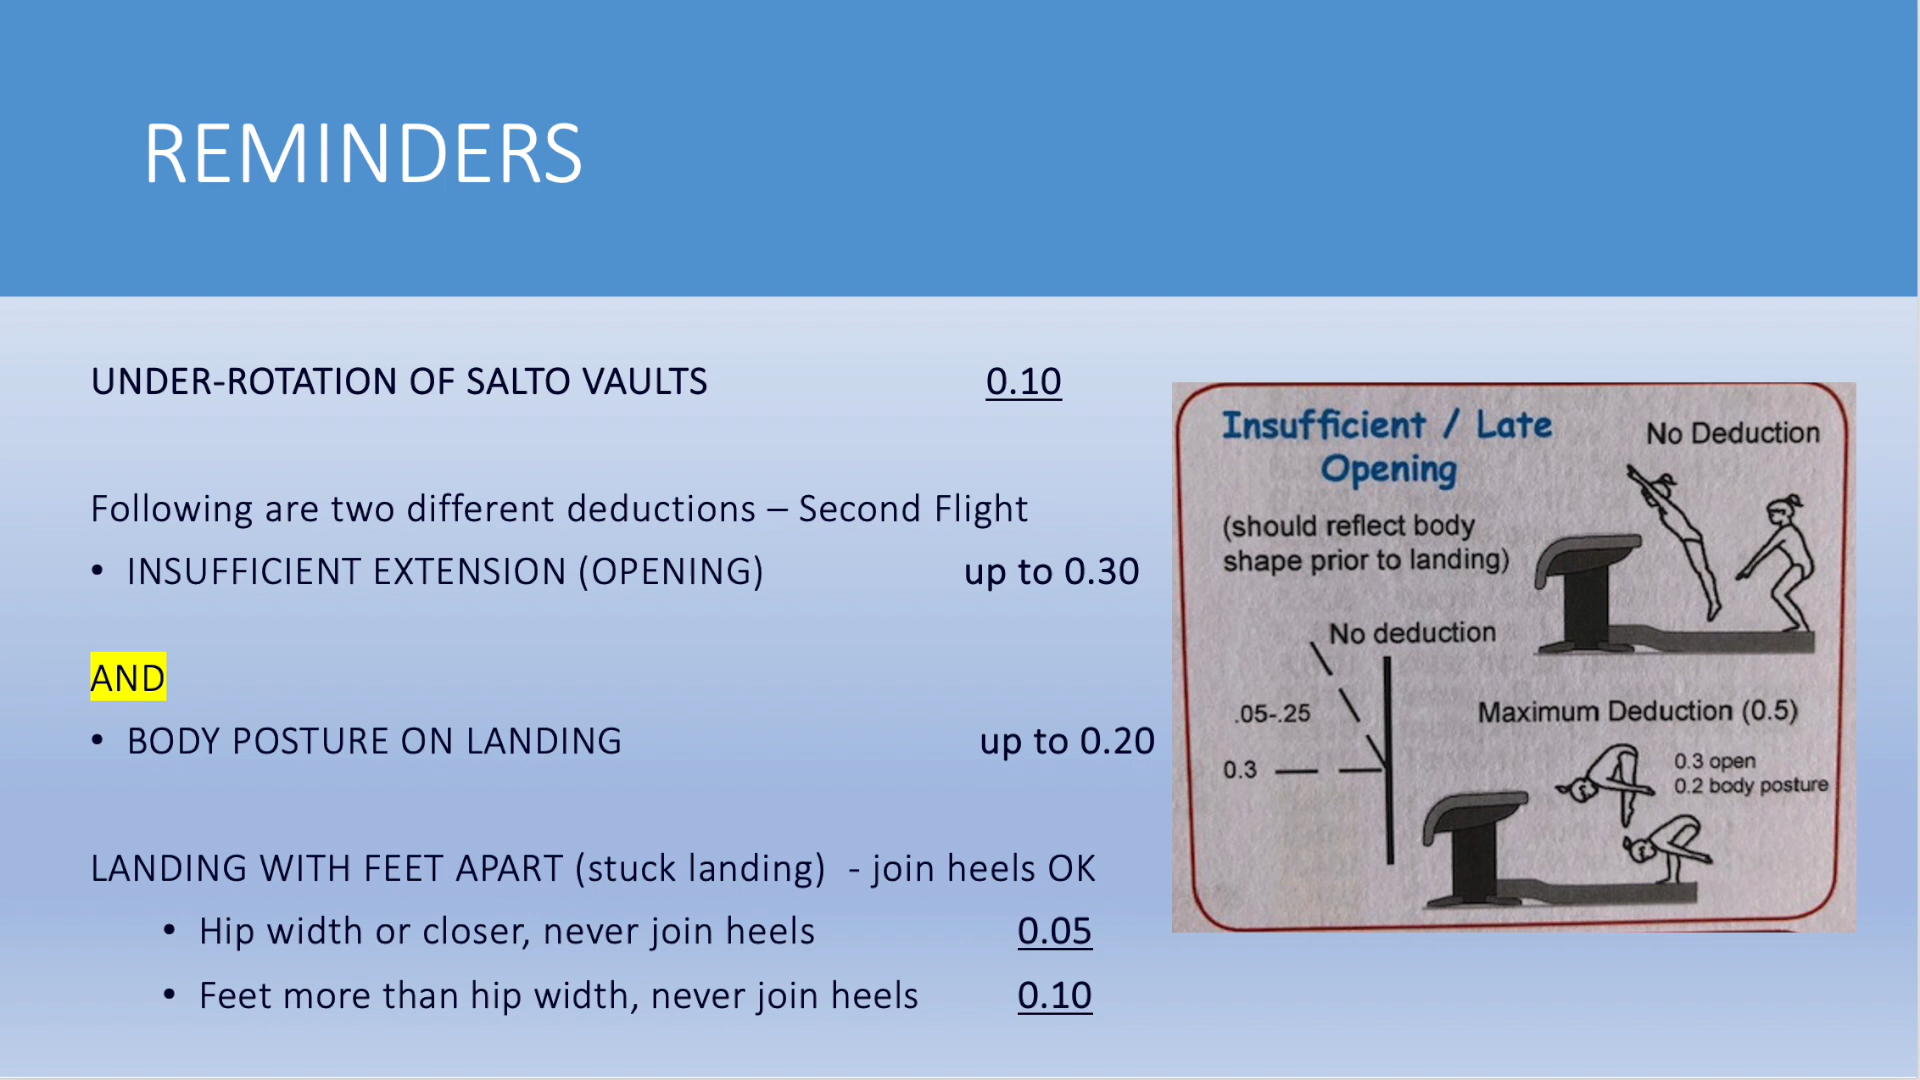 REMINDERS
UNDER-ROTATION OF SALTO VAULTS 0.10
Following are two different deductions – Second Flight
• INSUFFICIENT EXTENSION (OPENING) up to 0.30
AND
• BODY POSTURE ON LANDING up to 0.20
LANDING WITH FEET APART (stuck landing) - join heels OK
• Hip width or closer, never join heels 0.05
• Feet more than hip width, never join heels 0.10
Insufficient / Late
Opening
No Deduction
(should reflect body
shape prior to landing)
No deduction
.05-.25
0.3
Maximum Deduction (0.5)
0.3 open
0.2 body posture